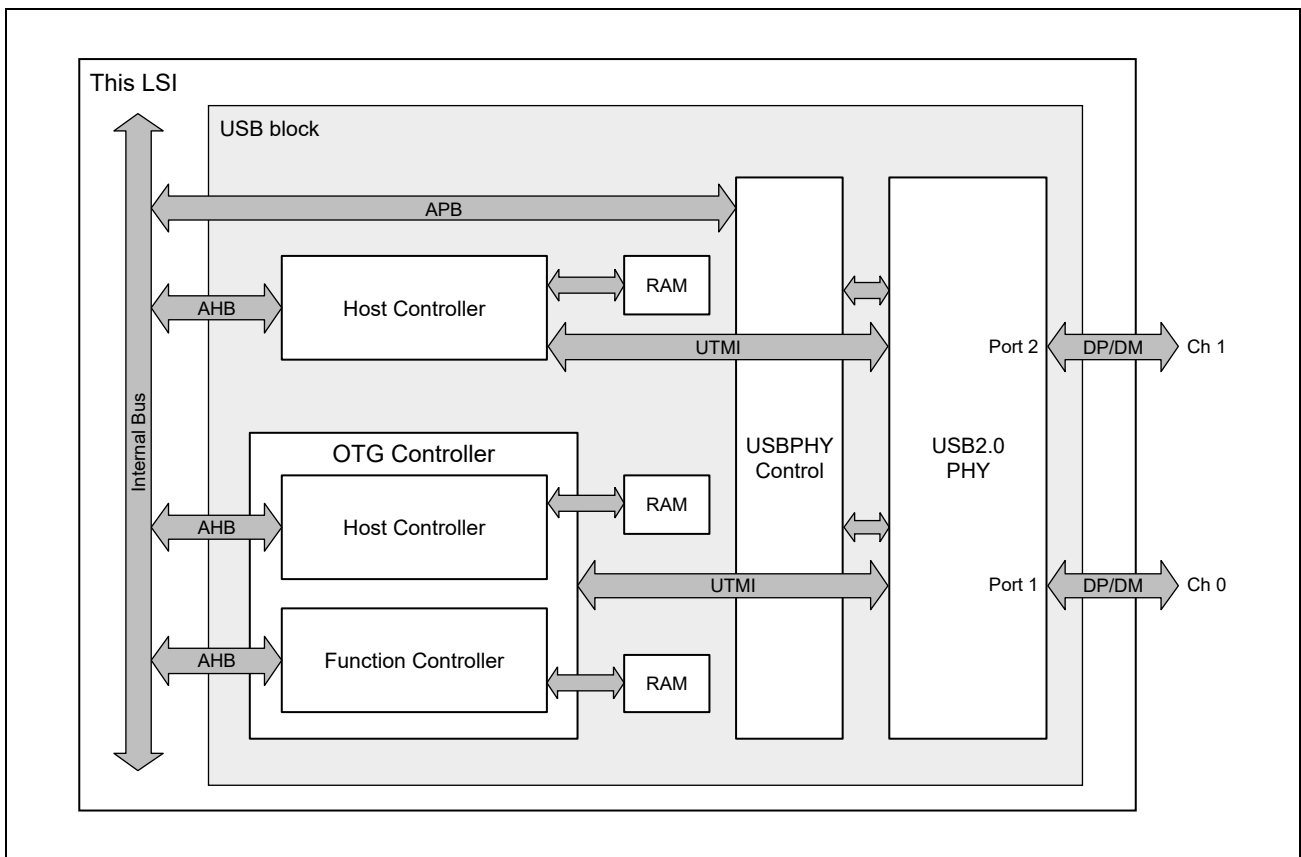 This LSI
USB block
APB
RAM
AHB
Host Controller
UTMI
Port 2
DP/DM
Ch 1
Internal Bus
OTG Controller
USBPHY
Control
USB2.0
PHY
RAM
AHB
Host Controller
UTMI
Port 1
DP/DM
Ch 0
AHB
Function Controller
RAM